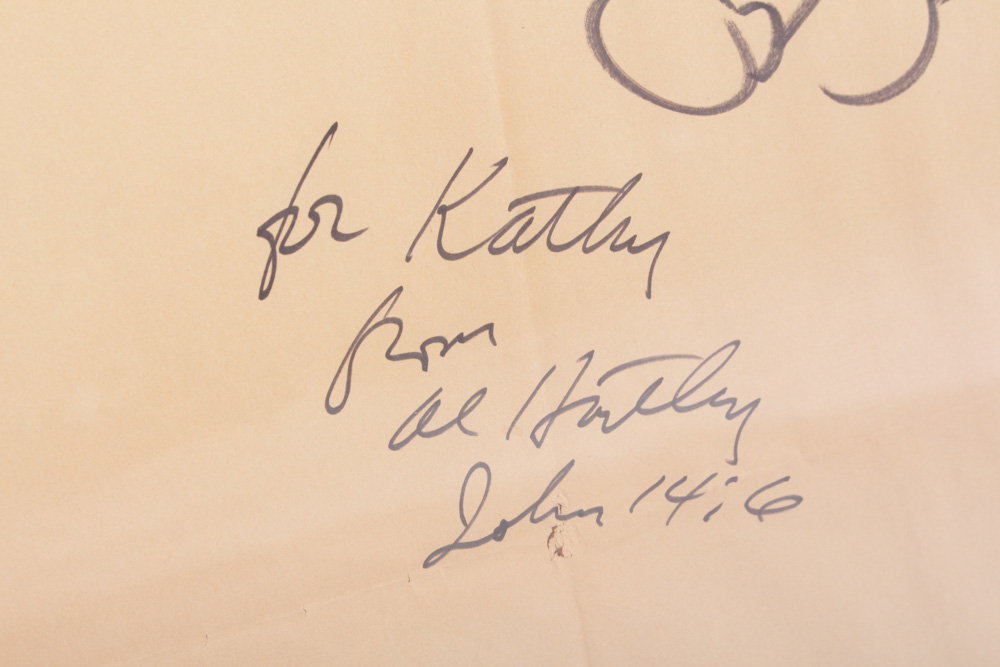 for Kathy
from
Al Hartley
John 14:6